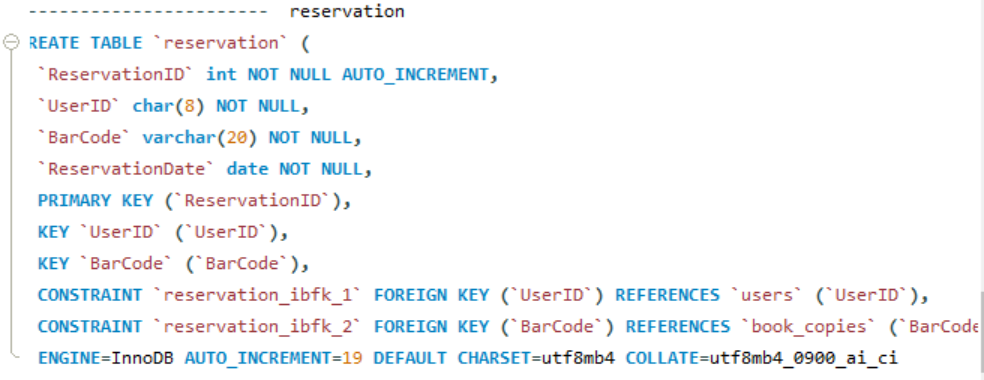 ------------------------ reservation
REATE TABLE `reservation` (
`ReservationID` int NOT NULL AUTO_INCREMENT,
`UserID` char(8) NOT NULL,
`BarCode` varchar(20) NOT NULL,
`ReservationDate` date NOT NULL,
PRIMARY KEY (`ReservationID`),
KEY `UserID` (`UserID`),
KEY `BarCode` (`BarCode`),
CONSTRAINT `reservation_ibfk_1` FOREIGN KEY (`UserID`) REFERENCES `users` (`UserID`),
CONSTRAINT `reservation_ibfk_2` FOREIGN KEY (`BarCode`) REFERENCES `book_copies` (`BarCode
ENGINE=InnoDB AUTO_INCREMENT=19 DEFAULT CHARSET=utf8mb4 COLLATE=utf8mb4_0900_ai_ci